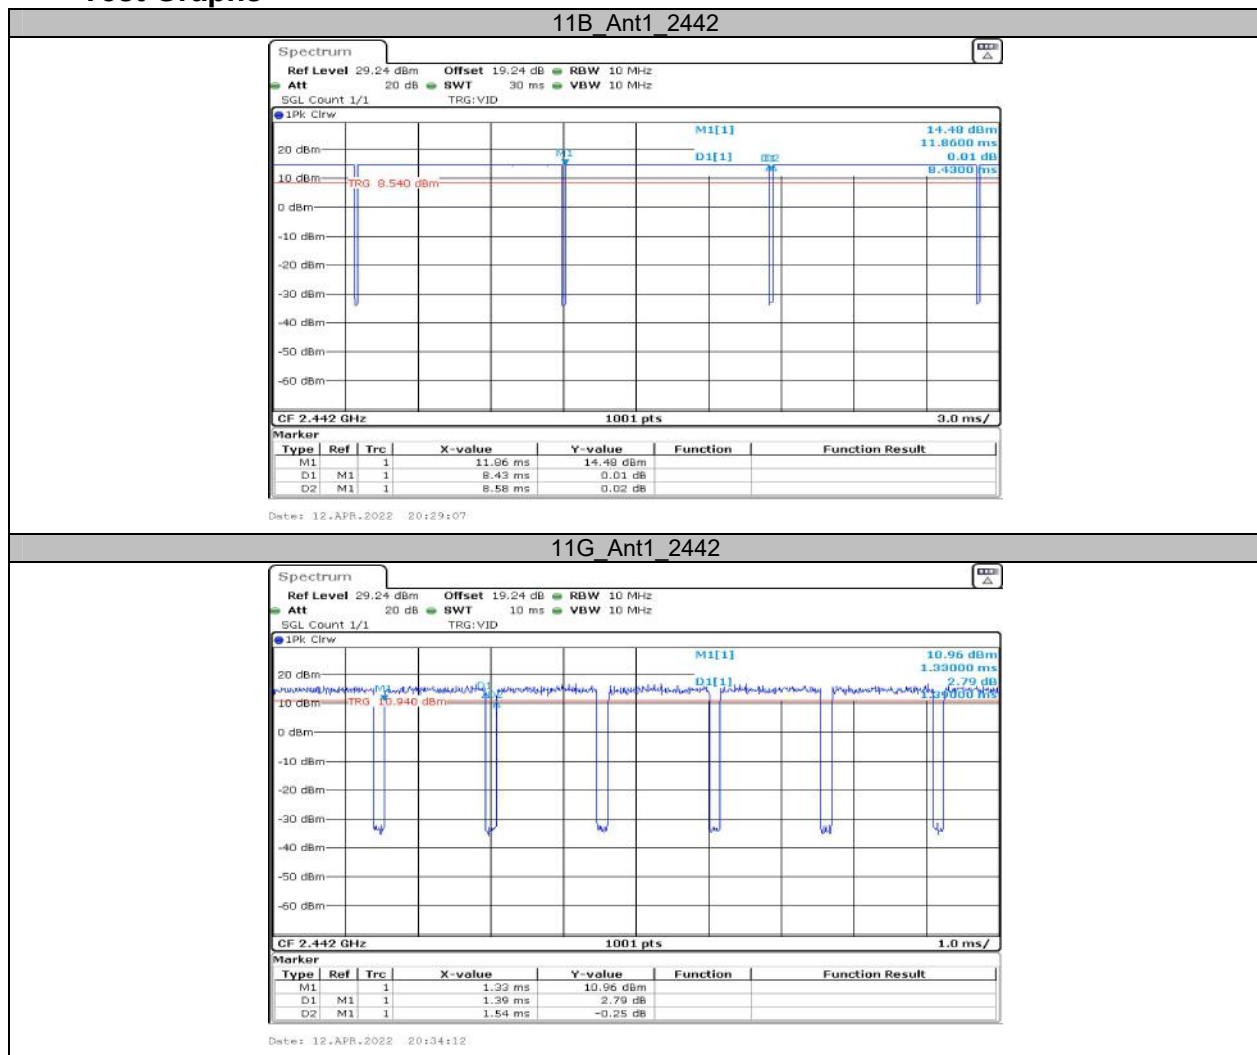 11B_Ant1_2442
Spectrum
Ref Level 29.24 dBm Offset 19.24 dB RBW 10 MHz
Att 20 dB SWT 30 ms VBW 10 MHz
SGL Count 1/1 TRG:VID
1Pk Clrw
M1[1] 14.48 dBm
11.8600 ms
D1[1] 0.01 dB
8.4300 ms
M1
20 dBm
10 dBm
TRG 8.540 dBm
0 dBm
-10 dBm
-20 dBm
-30 dBm
-40 dBm
-50 dBm
-60 dBm
CF 2.442 GHz 1001 pts 3.0 ms/
Marker
Type Ref Trc X-value Y-value Function Function Result
M1 1 11.86 ms 14.48 dBm
D1 M1 1 8.43 ms 0.01 dB
D2 M1 1 8.58 ms 0.02 dB
Date: 12.APR.2022 20:29:07
11G_Ant1_2442
Spectrum
Ref Level 29.24 dBm Offset 19.24 dB RBW 10 MHz
Att 20 dB SWT 10 ms VBW 10 MHz
SGL Count 1/1 TRG:VID
1Pk Clrw
M1[1] 10.96 dBm
1.33000 ms
D1[1] 2.79 dB
1.39000 ms
20 dBm
M1 D1
10 dBm
TRG 10.940 dBm
0 dBm
-10 dBm
-20 dBm
-30 dBm
-40 dBm
-50 dBm
-60 dBm
CF 2.442 GHz 1001 pts 1.0 ms/
Marker
Type Ref Trc X-value Y-value Function Function Result
M1 1 1.33 ms 10.96 dBm
D1 M1 1 1.39 ms 2.79 dB
D2 M1 1 1.54 ms -0.25 dB
Date: 12.APR.2022 20:34:12